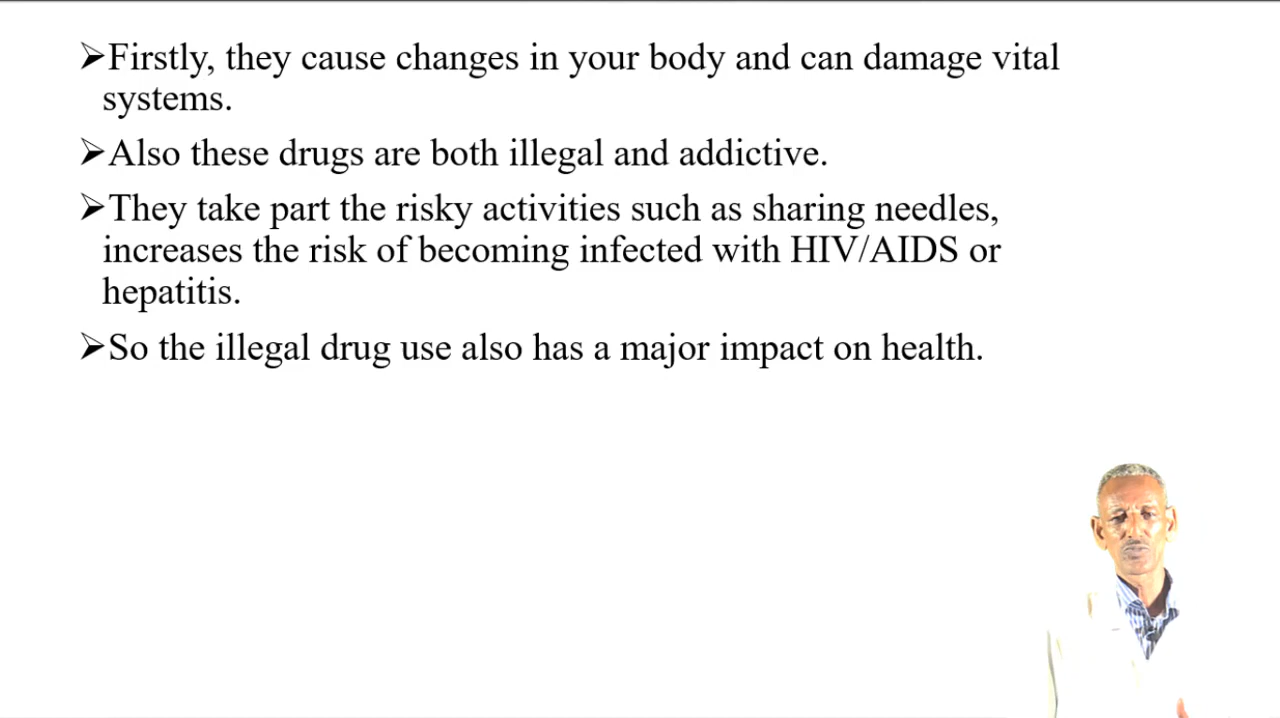 ➢Firstly, they cause changes in your body and can damage vital
systems.
➢Also these drugs are both illegal and addictive.
➢They take part the risky activities such as sharing needles,
increases the risk of becoming infected with HIV/AIDS or
hepatitis.
➢So the illegal drug use also has a major impact on health.